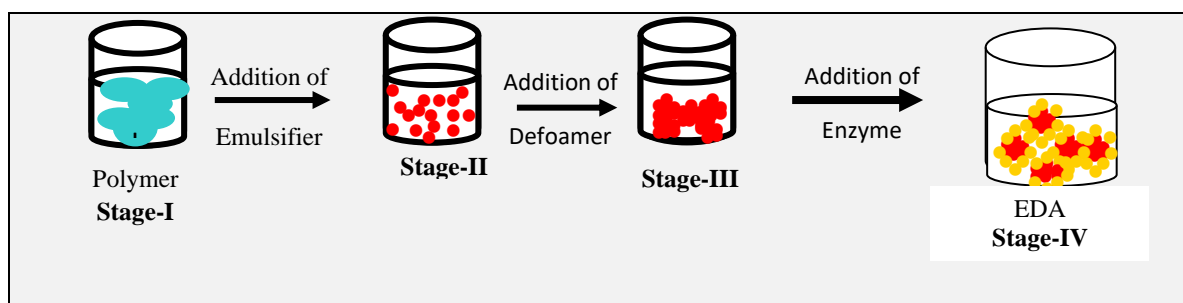 Addition of
Emulsifier
Addition of
Defoamer
Addition of
Enzyme
Polymer
Stage-I
Stage-II
Stage-III
EDA
Stage-IV